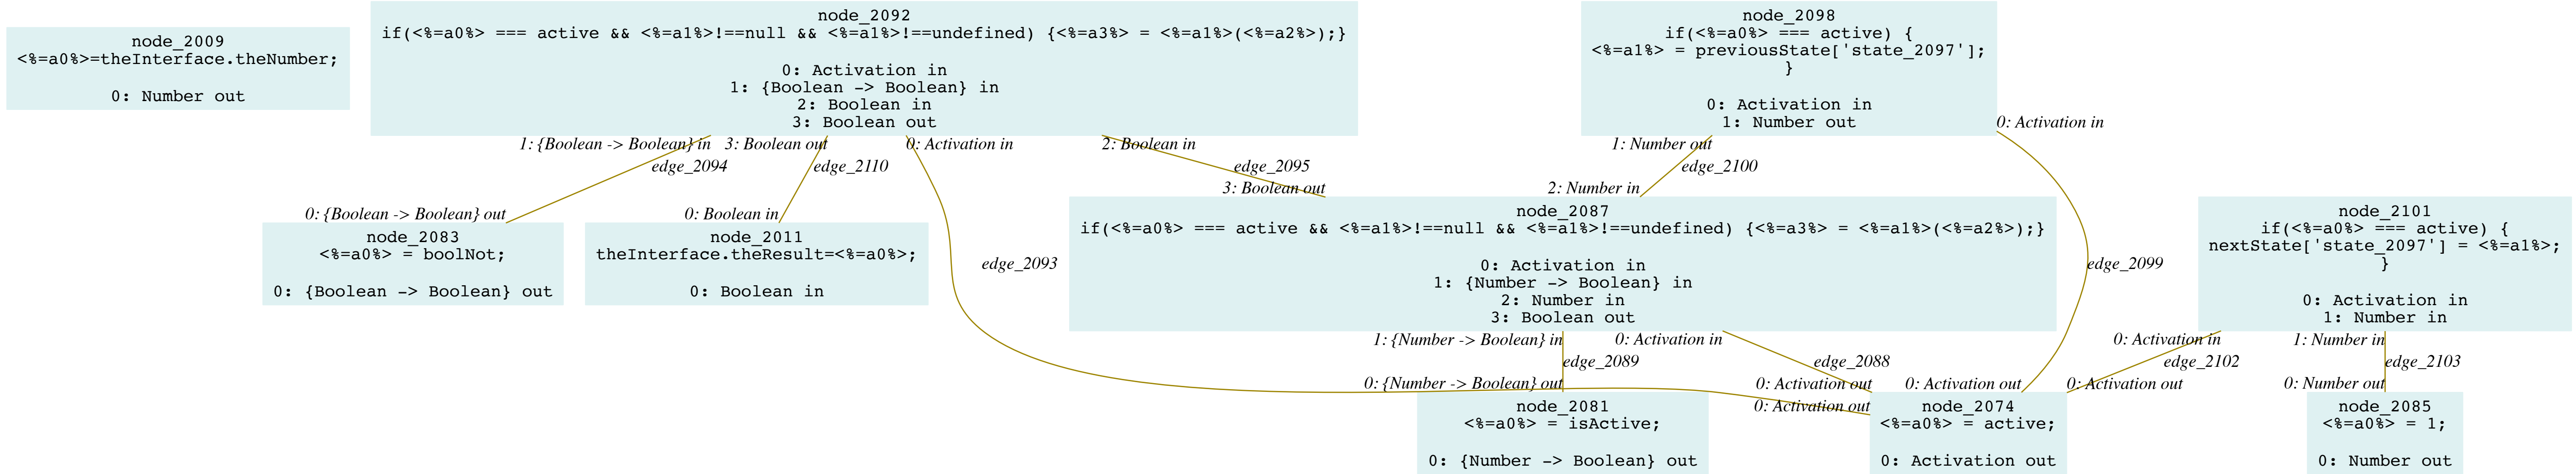 node_2009
<%=a0%>=theInterface.theNumber;
0: Number out
node_2092
if(<%=a0%> === active && <%=a1%>!==null && <%=a1%>!==undefined) {<%=a3%> = <%=a1%>(<%=a2%>);}
0: Activation in
1: {Boolean -> Boolean} in
2: Boolean in
3: Boolean out
node_2098
if(<%=a0%> === active) {
<%=a1%> = previousState['state_2097'];
}
0: Activation in
1: Number out
0: Activation in
1: {Boolean -> Boolean} in
3: Boolean out
0: Activation in
2: Boolean in
1: Number out
edge_2094
edge_2110
edge_2095
edge_2100
3: Boolean out
2: Number in
0: {Boolean -> Boolean} out
0: Boolean in
node_2083
<%=a0%> = boolNot;
0: {Boolean -> Boolean} out
node_2011
theInterface.theResult=<%=a0%>;
0: Boolean in
edge_2093
node_2087
if(<%=a0%> === active && <%=a1%>!==null && <%=a1%>!==undefined) {<%=a3%> = <%=a1%>(<%=a2%>);}
0: Activation in
1: {Number -> Boolean} in
2: Number in
3: Boolean out
edge_2099
node_2101
if(<%=a0%> === active) {
nextState['state_2097'] = <%=a1%>;
}
0: Activation in
1: Number in
1: {Number -> Boolean} in
0: Activation in
0: Activation in
1: Number in
edge_2089
edge_2088
edge_2102
edge_2103
0: {Number -> Boolean} out
0: Activation out
0: Activation out
0: Activation out
0: Number out
0: Activation out
node_2081
<%=a0%> = isActive;
0: {Number -> Boolean} out
node_2074
<%=a0%> = active;
0: Activation out
node_2085
<%=a0%> = 1;
0: Number out